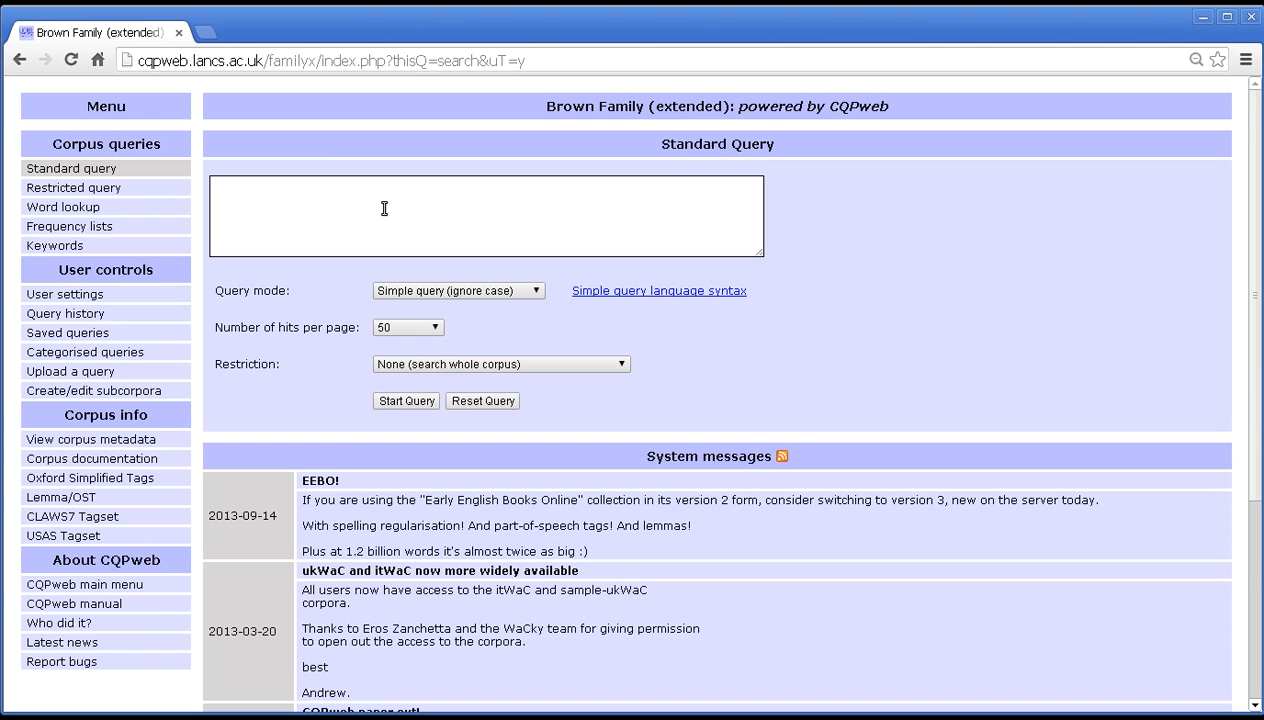 Brown Family (extended)
cqpweb.lancs.ac.uk/familyx/index.php?thisQ=search&uT=y
Menu
Corpus queries
Standard query
Restricted query
Word lookup
Frequency lists
Keywords
User controls
User settings
Query history
Saved queries
Categorised queries
Upload a query
Create/edit subcorpora
Corpus info
View corpus metadata
Corpus documentation
Oxford Simplified Tags
Lemma/OST
CLAWS7 Tagset
USAS Tagset
About CQPweb
CQPweb main menu
CQPweb manual
Who did it?
Latest news
Report bugs
Brown Family (extended): powered by CQPweb
Standard Query
Query mode: Simple query (ignore case) Simple query language syntax
Number of hits per page: 50
Restriction: None (search whole corpus)
Start Query Reset Query
System messages
2013-09-14
EEBO!
If you are using the "Early English Books Online" collection in its version 2 form, consider switching to version 3, new on the server today.
With spelling regularisation! And part-of-speech tags! And lemmas!
Plus at 1.2 billion words it's almost twice as big :)
2013-03-20
ukWaC and itWaC now more widely available
All users now have access to the itWaC and sample-ukWaC
corpora.
Thanks to Eros Zanchetta and the WaCky team for giving permission
to open out the access to the corpora.
best
Andrew.
CQPweb paper out!